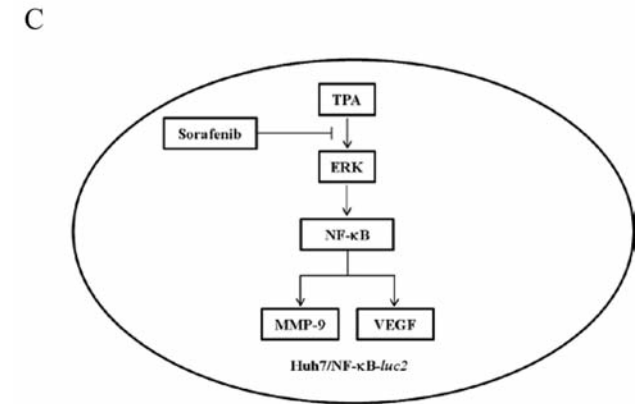 C
TPA
Sorafenib
ERK
NF-κB
MMP-9 VEGF
Huh7/NF-κB-luc2